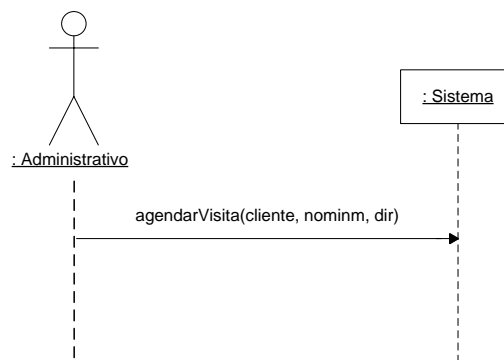 : Sistema
: Administrativo
agendarVisita(cliente, nominm, dir)